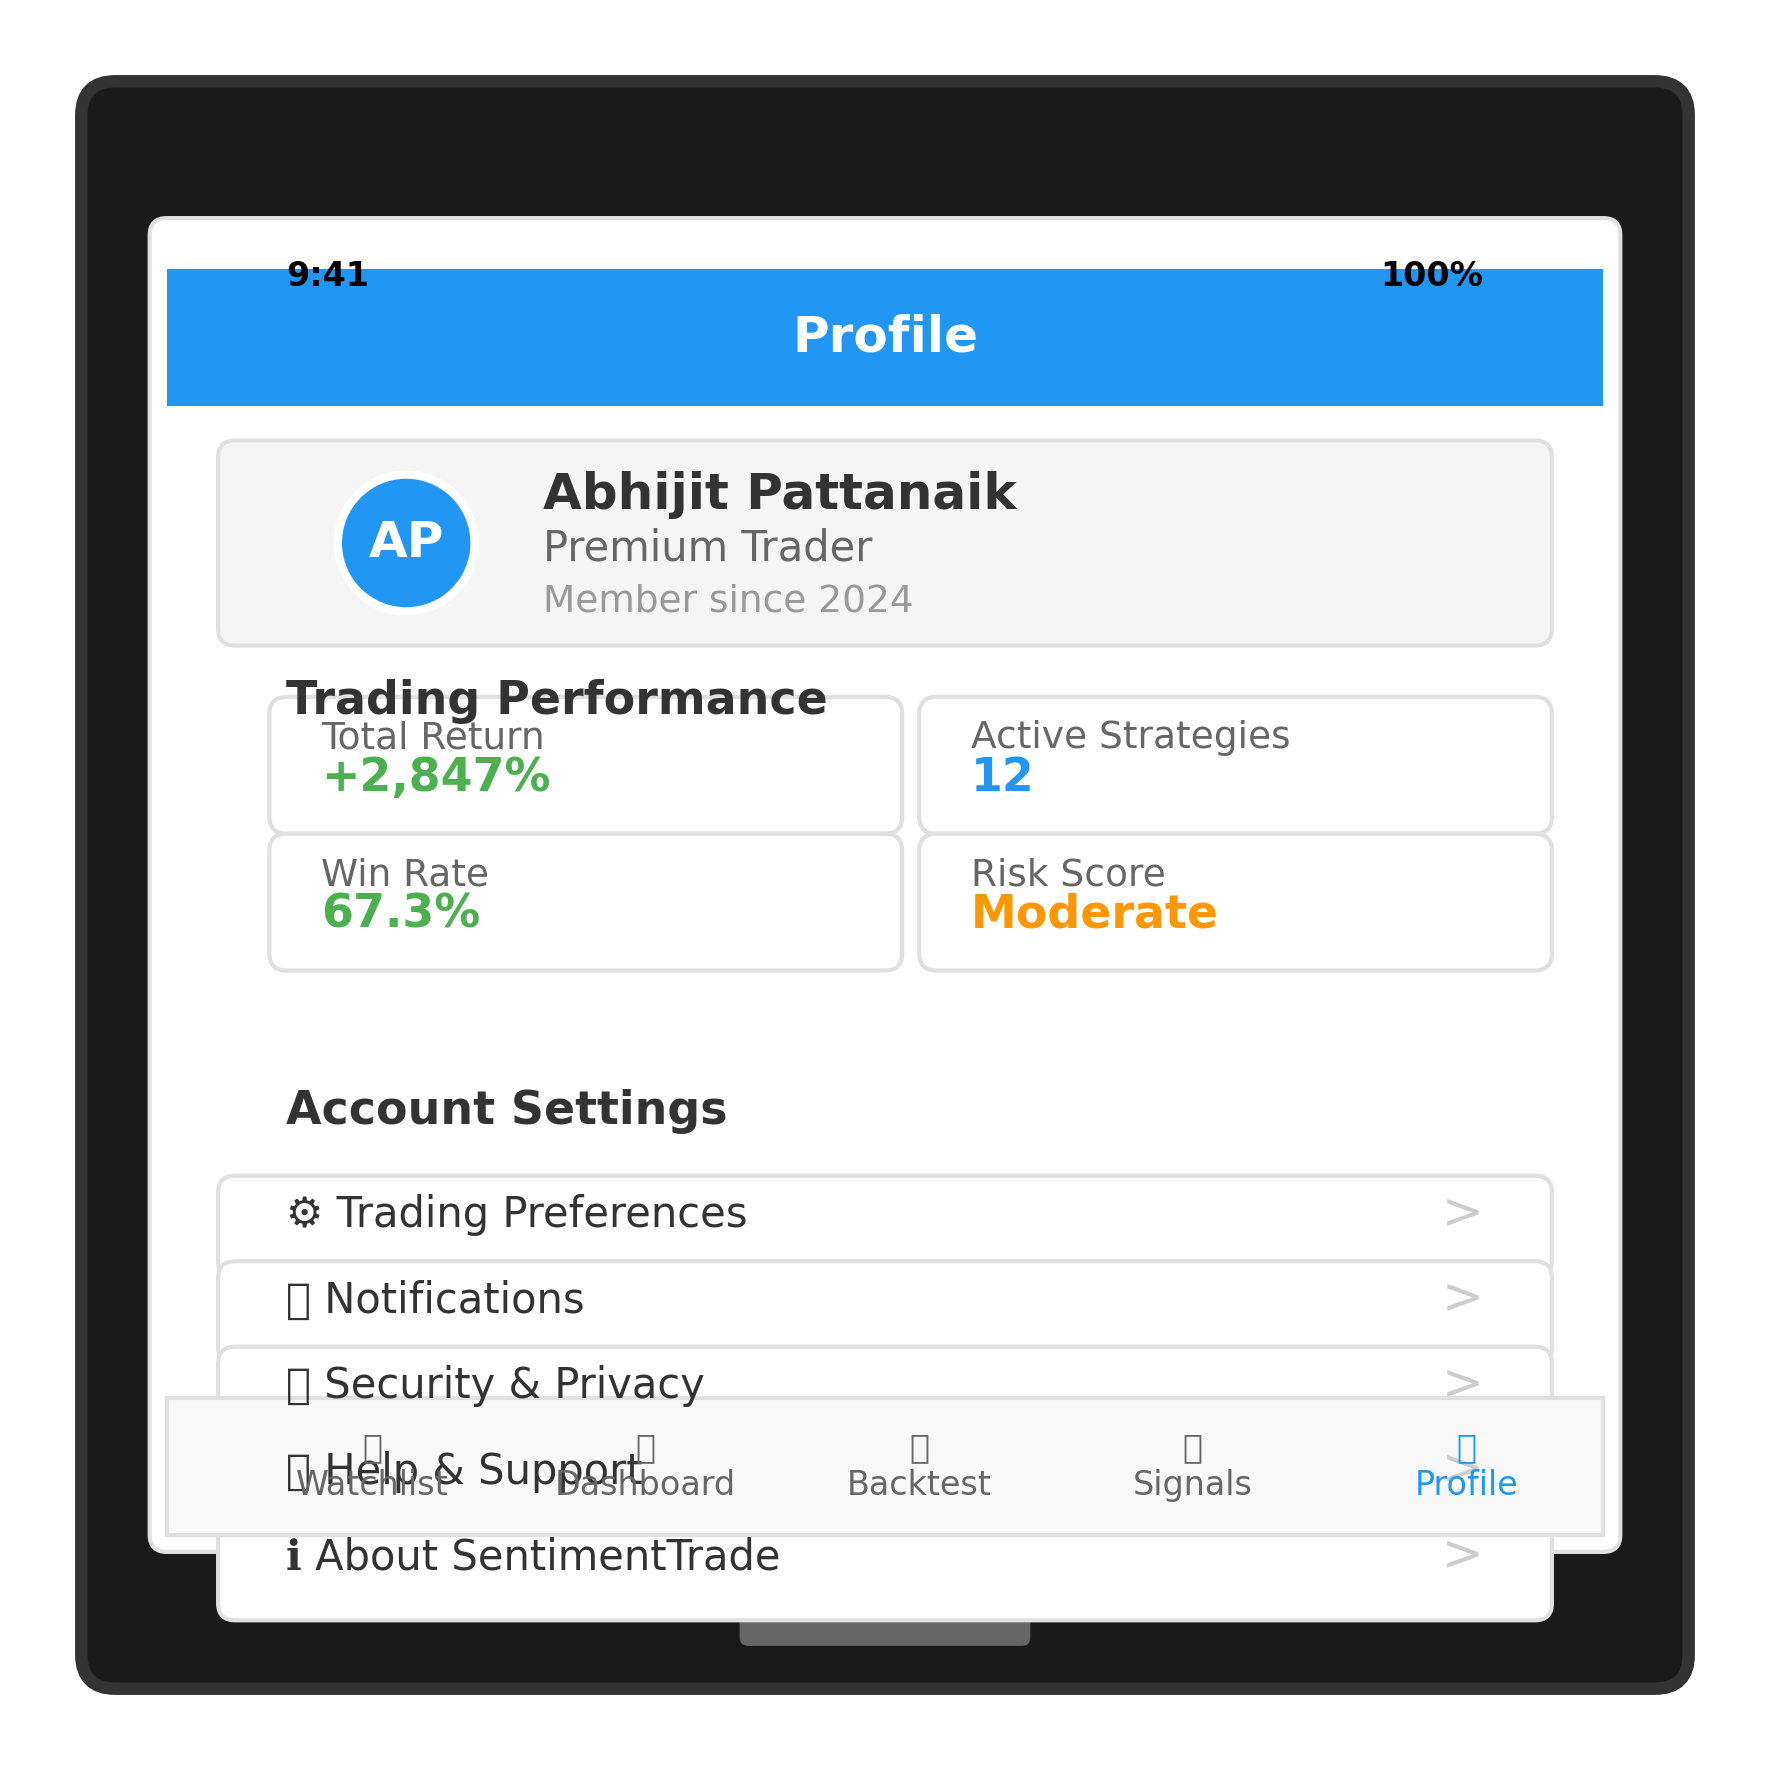 9:41 100%
Profile
AP
Abhijit Pattanaik
Premium Trader
Member since 2024
Trading Performance
Total Return
+2,847%
Active Strategies
12
Win Rate
67.3%
Risk Score
Moderate
Account Settings
⚙ Trading Preferences >
Notifications >
Security & Privacy >
Help & Support >
Watchlist
Dashboard
Backtest
Signals
Profile
ℹ About SentimentTrade >